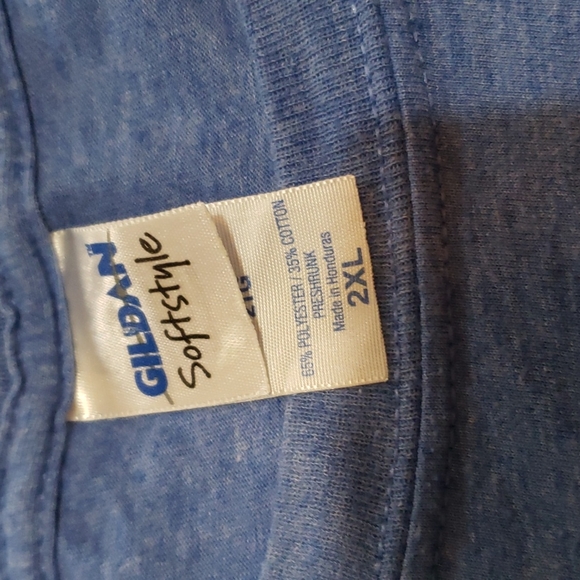 GILDAN
Softstyle
65% POLYESTER / 35% COTTON
PRESHRUNK
Made in Honduras
2XL